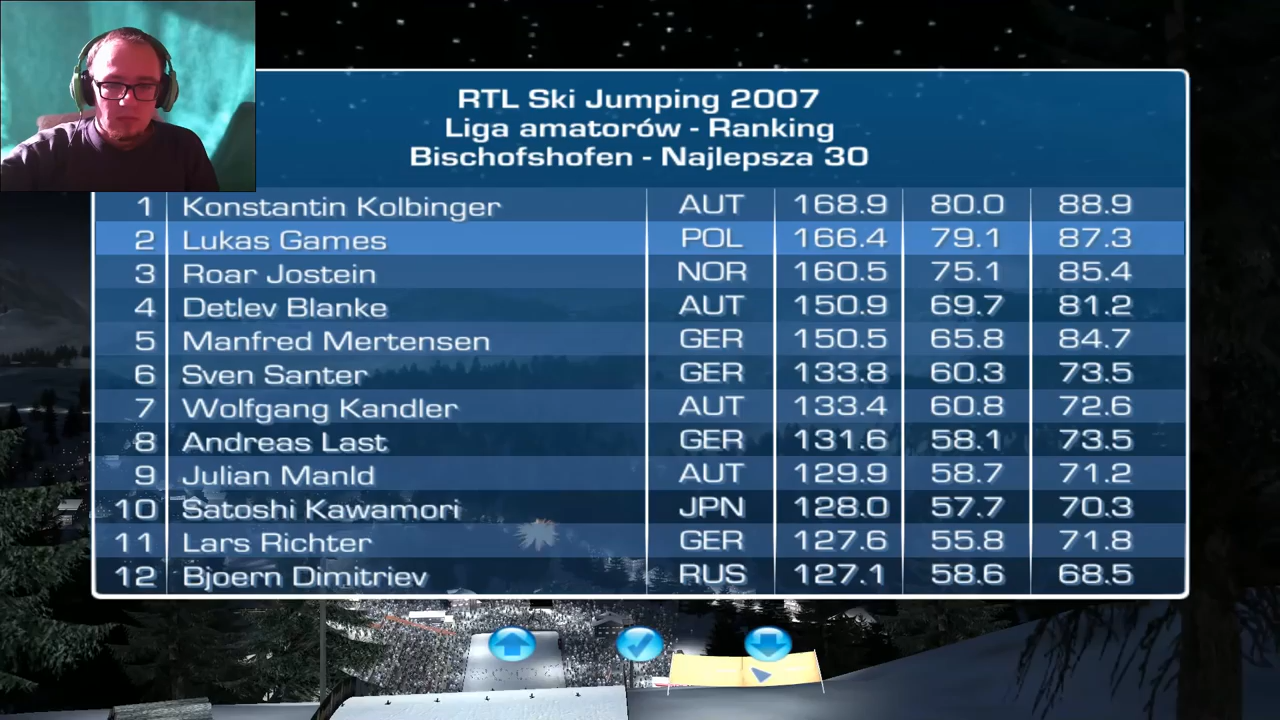 RTL Ski Jumping 2007
Liga amatorów - Ranking
Bischofshofen - Najlepsza 30
1 Konstantin Kolbinger AUT 168.9 80.0 88.9
2 Lukas Games POL 166.4 79.1 87.3
3 Roar Jostein NOR 160.5 75.1 85.4
4 Detlev Blanke AUT 150.9 69.7 81.2
5 Manfred Mertensen GER 150.5 65.8 84.7
6 Sven Santer GER 133.8 60.3 73.5
7 Wolfgang Kandler AUT 133.4 60.8 72.6
8 Andreas Last GER 131.6 58.1 73.5
9 Julian Manld AUT 129.9 58.7 71.2
10 Satoshi Kawamori JPN 128.0 57.7 70.3
11 Lars Richter GER 127.6 55.8 71.8
12 Bjoern Dimitriev RUS 127.1 58.6 68.5